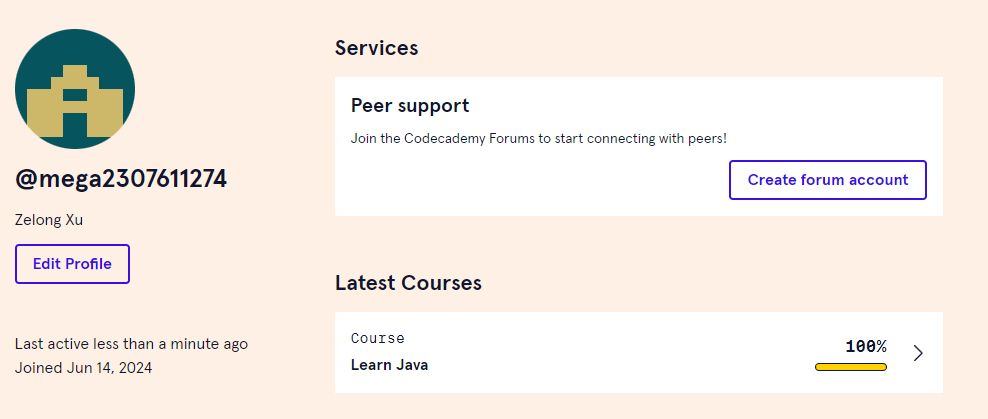 @mega2307611274
Zelong Xu
Edit Profile
Last active less than a minute ago
Joined Jun 14, 2024
Services
Peer support
Join the Codecademy Forums to start connecting with peers!
Create forum account
Latest Courses
Course
Learn Java
100%